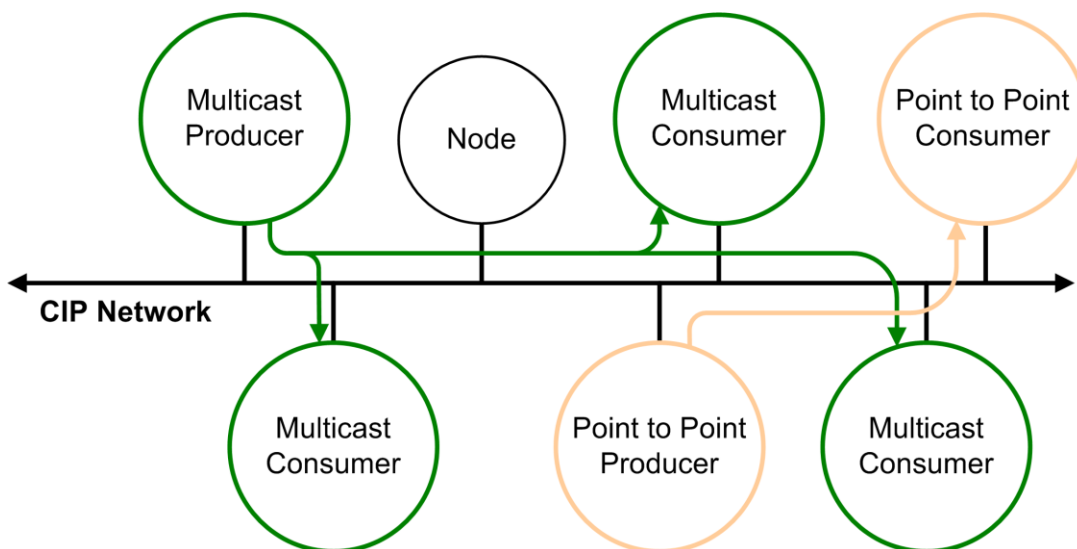 Multicast
Producer
Node
Multicast
Consumer
Point to Point
Consumer
CIP Network
Multicast
Consumer
Point to Point
Producer
Multicast
Consumer